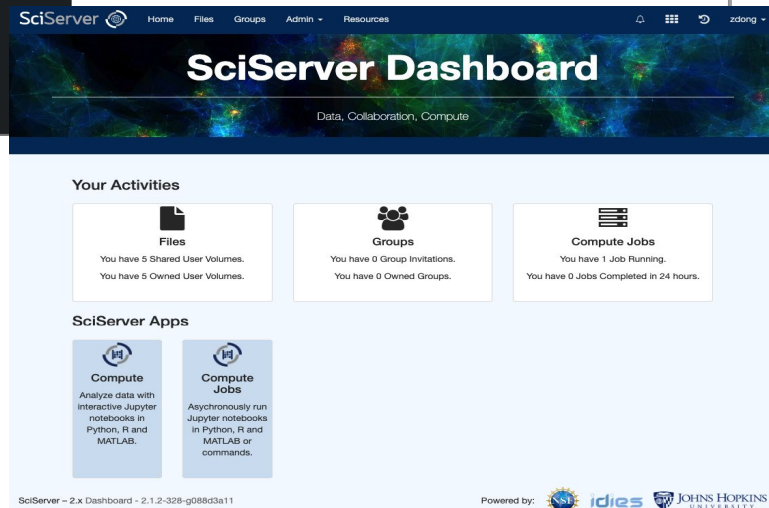 SciServer Home Files Groups Admin Resources zdong
SciServer Dashboard
Data, Collaboration, Compute
Your Activities
Files
You have 5 Shared User Volumes.
You have 5 Owned User Volumes.
Groups
You have 0 Group Invitations.
You have 0 Owned Groups.
Compute Jobs
You have 1 Job Running.
You have 0 Jobs Completed in 24 hours.
SciServer Apps
Compute
Analyze data with
interactive Jupyter
notebooks in
Python, R and
MATLAB.
Compute
Jobs
Asychronously run
Jupyter notebooks
in Python, R and
MATLAB or
commands.
SciServer – 2.x Dashboard - 2.1.2-328-g088d3a11
Powered by: NSF idies JOHNS HOPKINS
UNIVERSITY